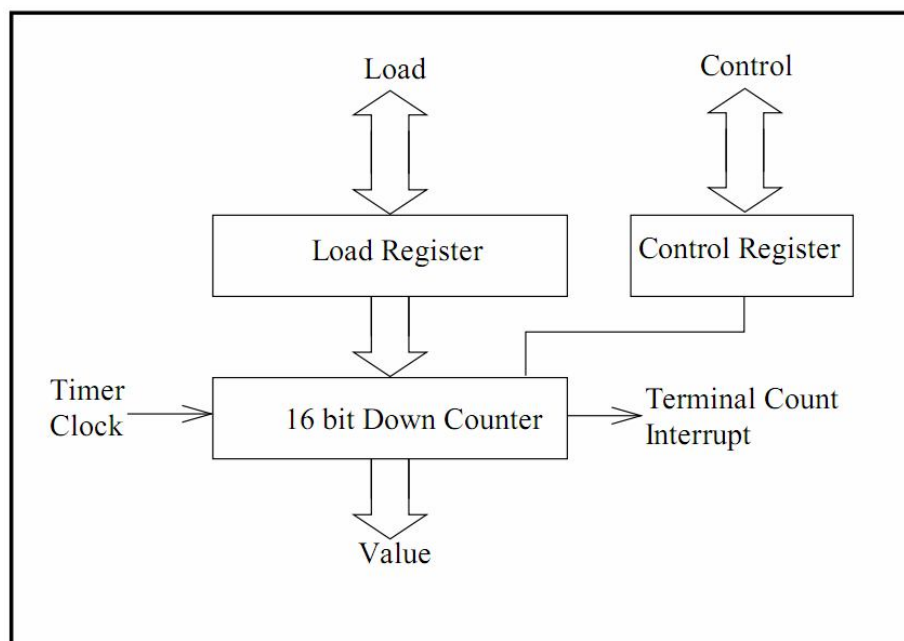 Load
Control
Load Register
Control Register
Timer
Clock
16 bit Down Counter
Terminal Count
Interrupt
Value